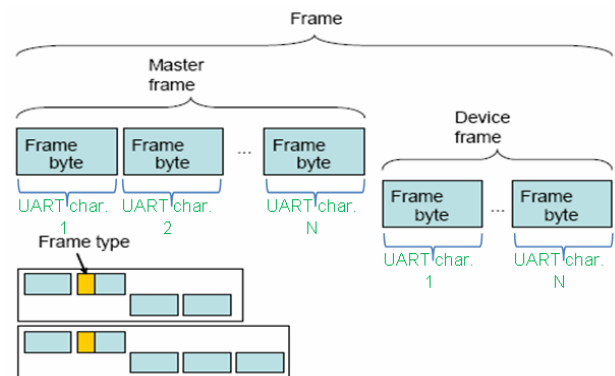 Frame
Master
frame
Device
frame
Frame
byte
Frame
byte
...
Frame
byte
Frame
byte
...
Frame
byte
UART char.
1
UART char.
2
UART char.
N
UART char.
1
UART char.
N
Frame type